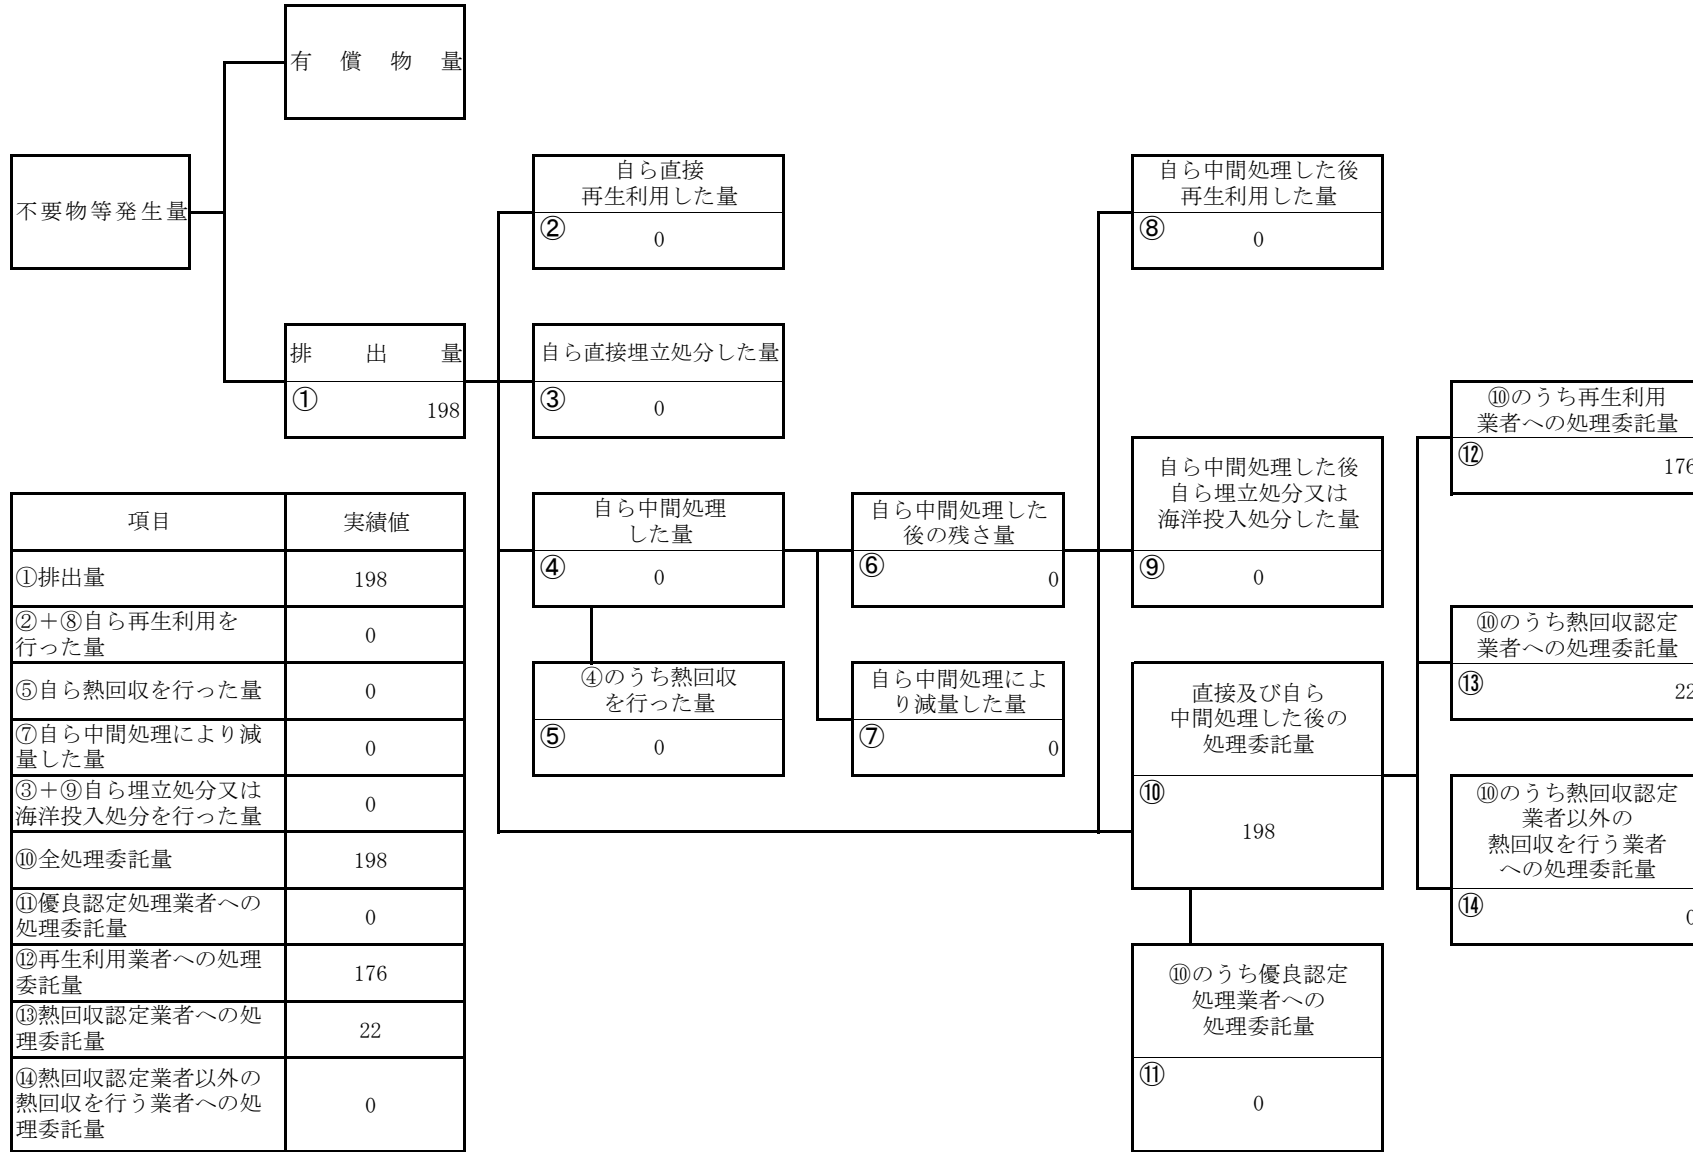 有償物量
不要物等発生量
排出量
①
198
自ら直接
再生利用した量
②
0
自ら直接埋立処分した量
③
0
自ら中間処理
した量
④
0
④のうち熱回収
を行った量
⑤
0
自ら中間処理した
後の残さ量
⑥
0
自ら中間処理によ
り減量した量
⑦
0
自ら中間処理した後
再生利用した量
⑧
0
自ら中間処理した後
自ら埋立処分又は
海洋投入処分した量
⑨
0
直接及び自ら
中間処理した後の
処理委託量
⑩
198
⑩のうち優良認定
処理業者への
処理委託量
⑪
0
⑩のうち再生利用
業者への処理委託量
⑫
176
⑩のうち熱回収認定
業者への処理委託量
⑬
22
⑩のうち熱回収認定
業者以外の
熱回収を行う業者
への処理委託量
⑭
0
項目 実績値
①排出量 198
②＋⑧自ら再生利用を
行った量 0
⑤自ら熱回収を行った量 0
⑦自ら中間処理により減
量した量 0
③＋⑨自ら埋立処分又は
海洋投入処分を行った量 0
⑩全処理委託量 198
⑪優良認定処理業者への
処理委託量 0
⑫再生利用業者への処理
委託量 176
⑬熱回収認定業者への処
理委託量 22
⑭熱回収認定業者以外の
熱回収を行う業者への処
理委託量 0